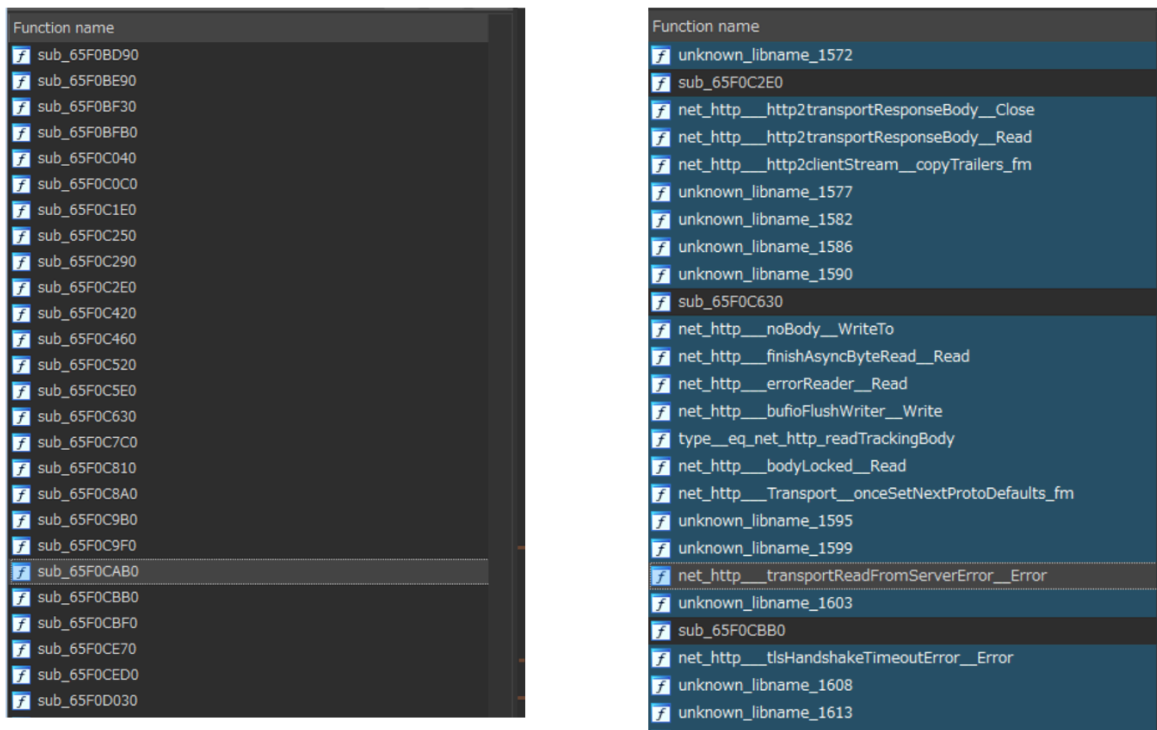 Function name
sub_65F0BD90
sub_65F0BE90
sub_65F0BF30
sub_65F0BFB0
sub_65F0C040
sub_65F0C0C0
sub_65F0C1E0
sub_65F0C250
sub_65F0C290
sub_65F0C2E0
sub_65F0C420
sub_65F0C460
sub_65F0C520
sub_65F0C5E0
sub_65F0C630
sub_65F0C7C0
sub_65F0C810
sub_65F0C8A0
sub_65F0C9B0
sub_65F0C9F0
sub_65F0CAB0
sub_65F0CBB0
sub_65F0CBF0
sub_65F0CE70
sub_65F0CED0
sub_65F0D030
Function name
unknown_libname_1572
sub_65F0C2E0
net_http___http2transportResponseBody__Close
net_http___http2transportResponseBody__Read
net_http___http2clientStream__copyTrailers_fm
unknown_libname_1577
unknown_libname_1582
unknown_libname_1586
unknown_libname_1590
sub_65F0C630
net_http___noBody__WriteTo
net_http___finishAsyncByteRead__Read
net_http___errorReader__Read
net_http___bufioFlushWriter__Write
type__eq_net_http_readTrackingBody
net_http___bodyLocked__Read
net_http___Transport__onceSetNextProtoDefaults_fm
unknown_libname_1595
unknown_libname_1599
net_http___transportReadFromServerError__Error
unknown_libname_1603
sub_65F0CBB0
net_http___tlsHandshakeTimeoutError__Error
unknown_libname_1608
unknown_libname_1613